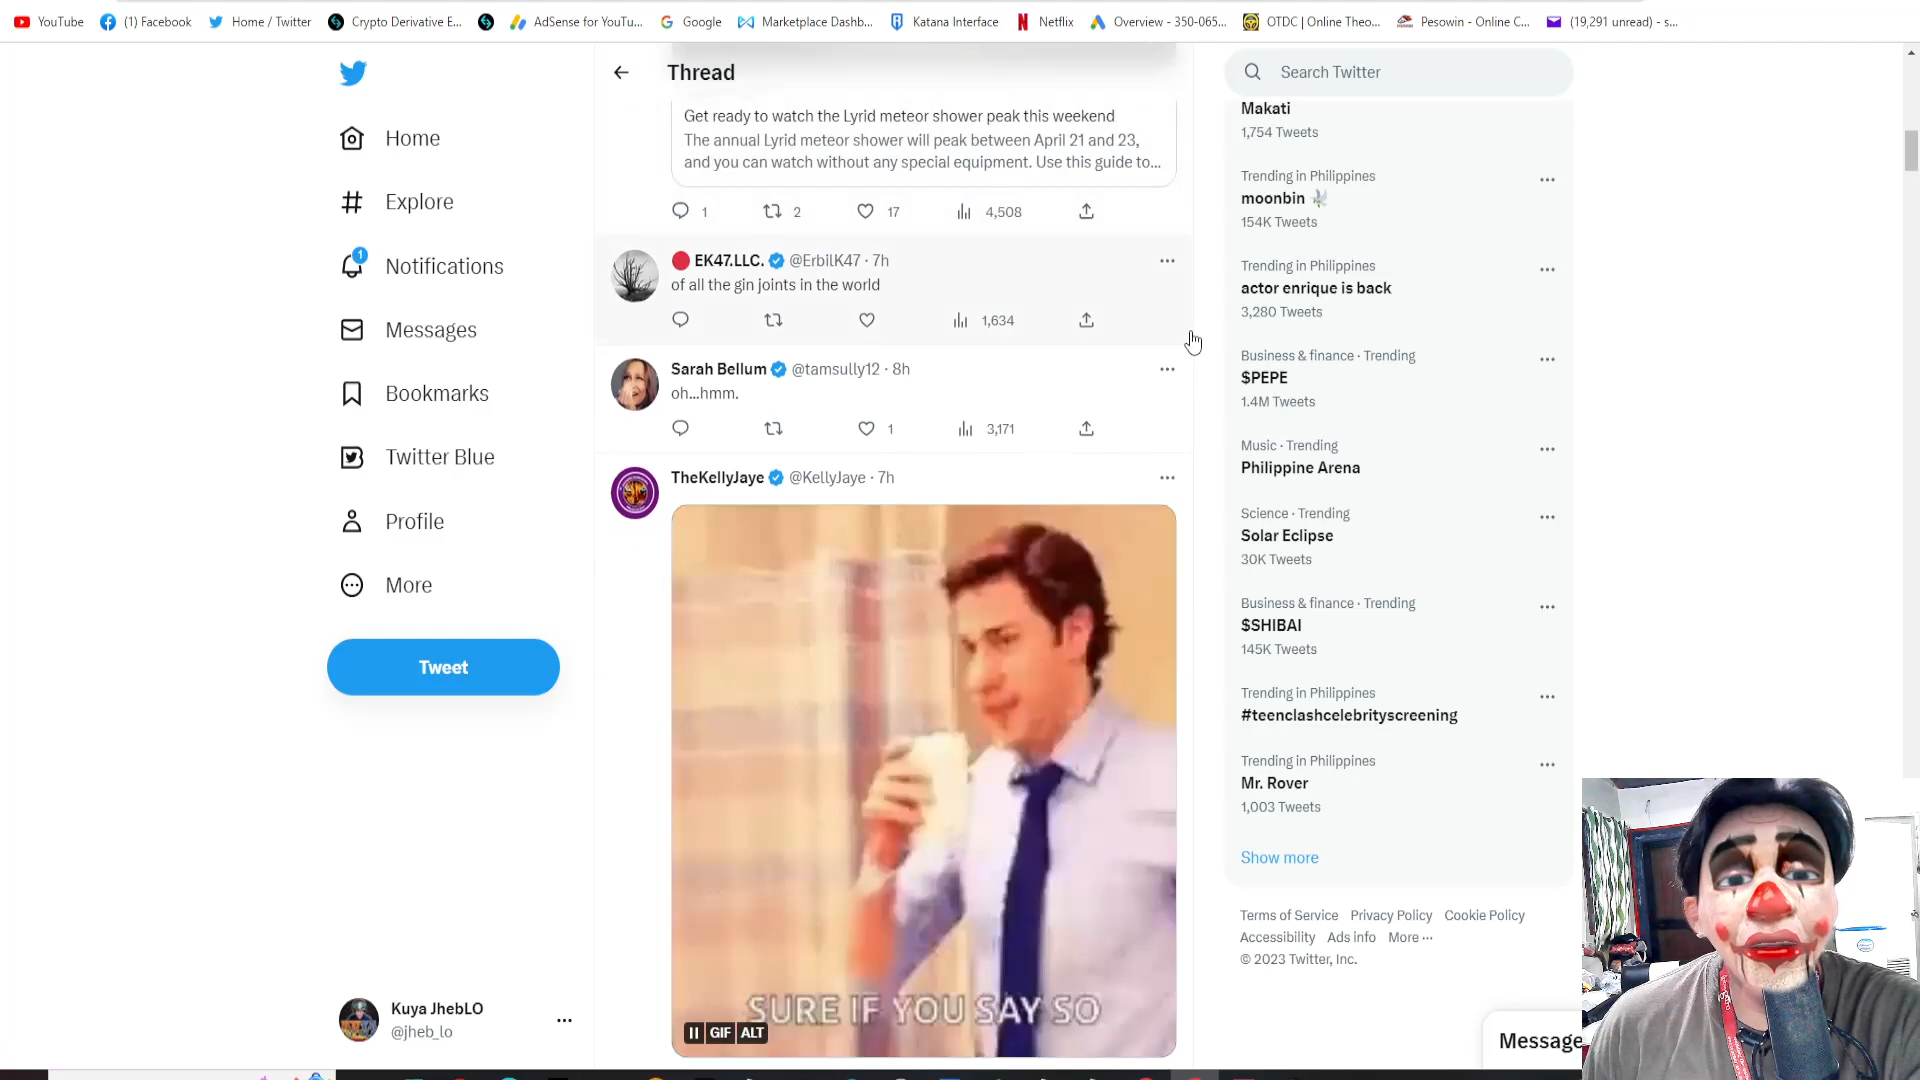 YouTube
(1) Facebook
Home / Twitter
Crypto Derivative E...
AdSense for YouTu...
Google
Marketplace Dashb...
Katana Interface
Netflix
Overview - 350-065...
OTDC | Online Theo...
Pesowin - Online C...
(19,291 unread) - s...
Home
Explore
1
Notifications
Messages
Bookmarks
Twitter Blue
Profile
More
Tweet
Kuya JhebLO
@jheb_lo
Thread
Get ready to watch the Lyrid meteor shower peak this weekend
The annual Lyrid meteor shower will peak between April 21 and 23,
and you can watch without any special equipment. Use this guide to...
1 2 17 4,508
EK47.LLC. @ErbilK47 · 7h
of all the gin joints in the world
1,634
Sarah Bellum @tamsully12 · 8h
oh...hmm.
1 3,171
TheKellyJaye @KellyJaye · 7h
SURE IF YOU SAY SO
GIF ALT
Search Twitter
Makati
1,754 Tweets
Trending in Philippines
moonbin
154K Tweets
Trending in Philippines
actor enrique is back
3,280 Tweets
Business & finance · Trending
$PEPE
1.4M Tweets
Music · Trending
Philippine Arena
Science · Trending
Solar Eclipse
30K Tweets
Business & finance · Trending
$SHIBAI
145K Tweets
Trending in Philippines
#teenclashcelebrityscreening
Trending in Philippines
Mr. Rover
1,003 Tweets
Show more
Terms of Service Privacy Policy Cookie Policy
Accessibility Ads info More ...
© 2023 Twitter, Inc.
Message